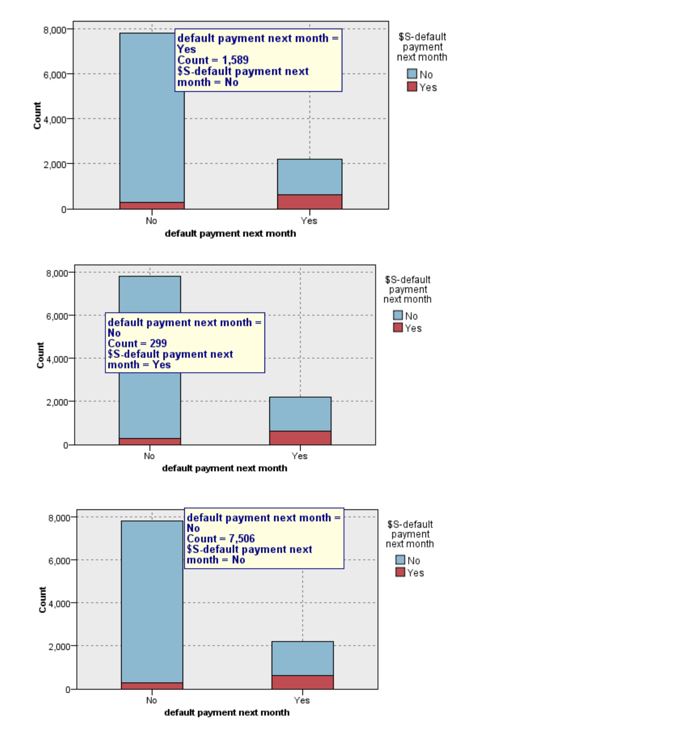 8,000
6,000
4,000
2,000
0
Count
No
Yes
default payment next month
default payment next month =
Yes
Count = 1,589
$S-default payment next
month = No
$S-default
payment
next month
No
Yes
8,000
6,000
4,000
2,000
0
Count
No
Yes
default payment next month
default payment next month =
No
Count = 299
$S-default payment next
month = Yes
$S-default
payment
next month
No
Yes
8,000
6,000
4,000
2,000
0
Count
No
Yes
default payment next month
default payment next month =
No
Count = 7,506
$S-default payment next
month = No
$S-default
payment
next month
No
Yes